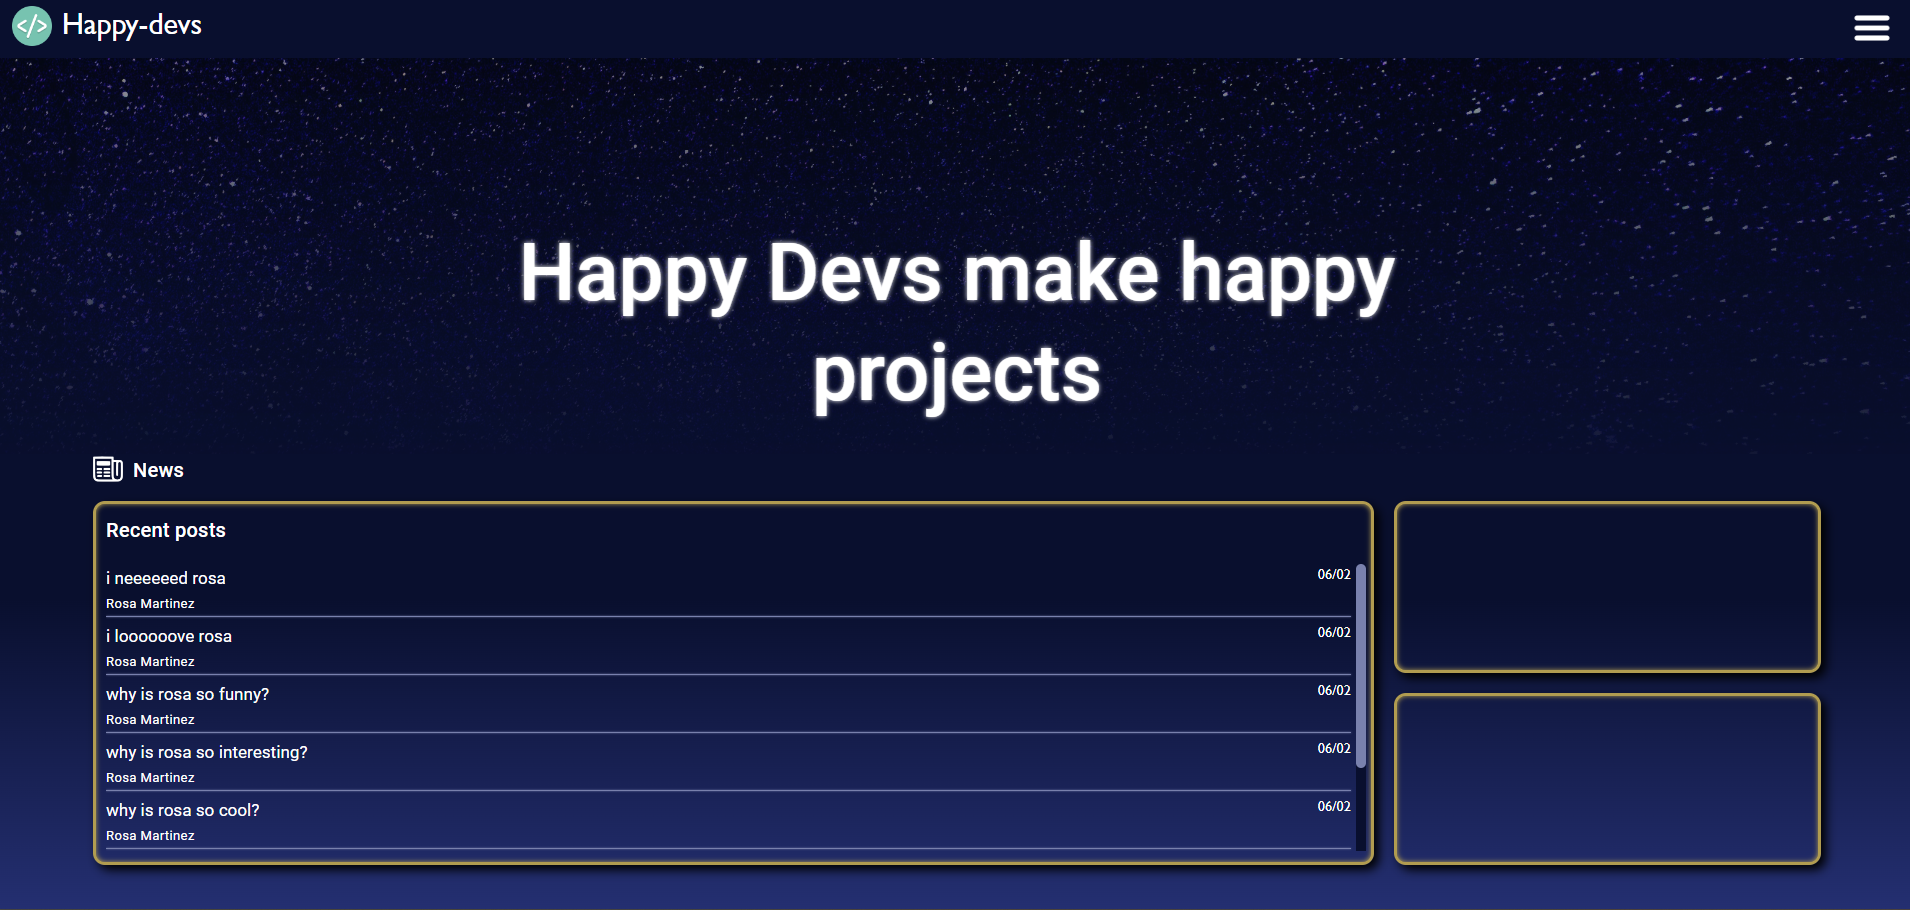 </> Happy-devs
Happy Devs make happy
projects
News
Recent posts
i neeeeeed rosa 06/02
Rosa Martinez
i loooooove rosa 06/02
Rosa Martinez
why is rosa so funny? 06/02
Rosa Martinez
why is rosa so interesting? 06/02
Rosa Martinez
why is rosa so cool? 06/02
Rosa Martinez